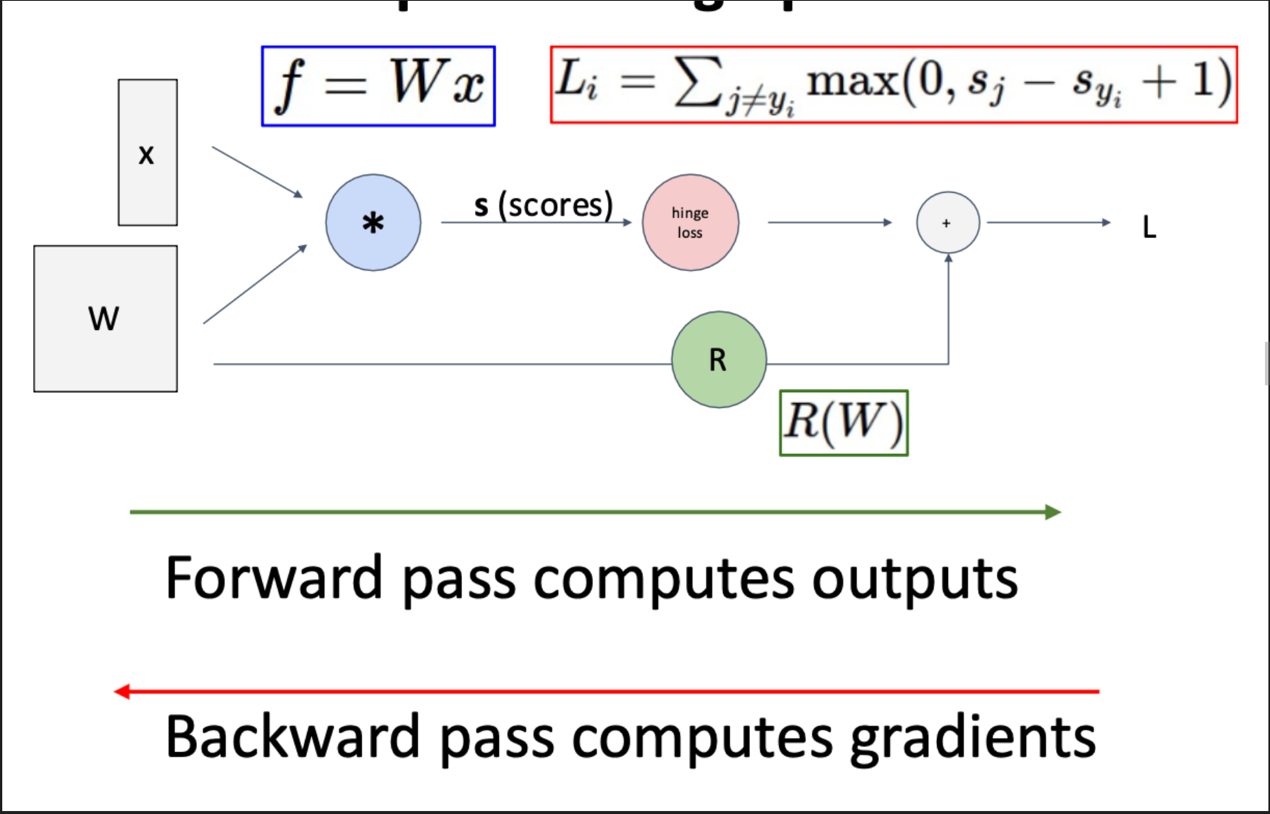 f = Wx
L_i = ∑_{j≠y_i} max(0, s_j − s_{y_i} + 1)
x
W
*
s (scores)
hinge
loss
+
L
R
R(W)
Forward pass computes outputs
Backward pass computes gradients